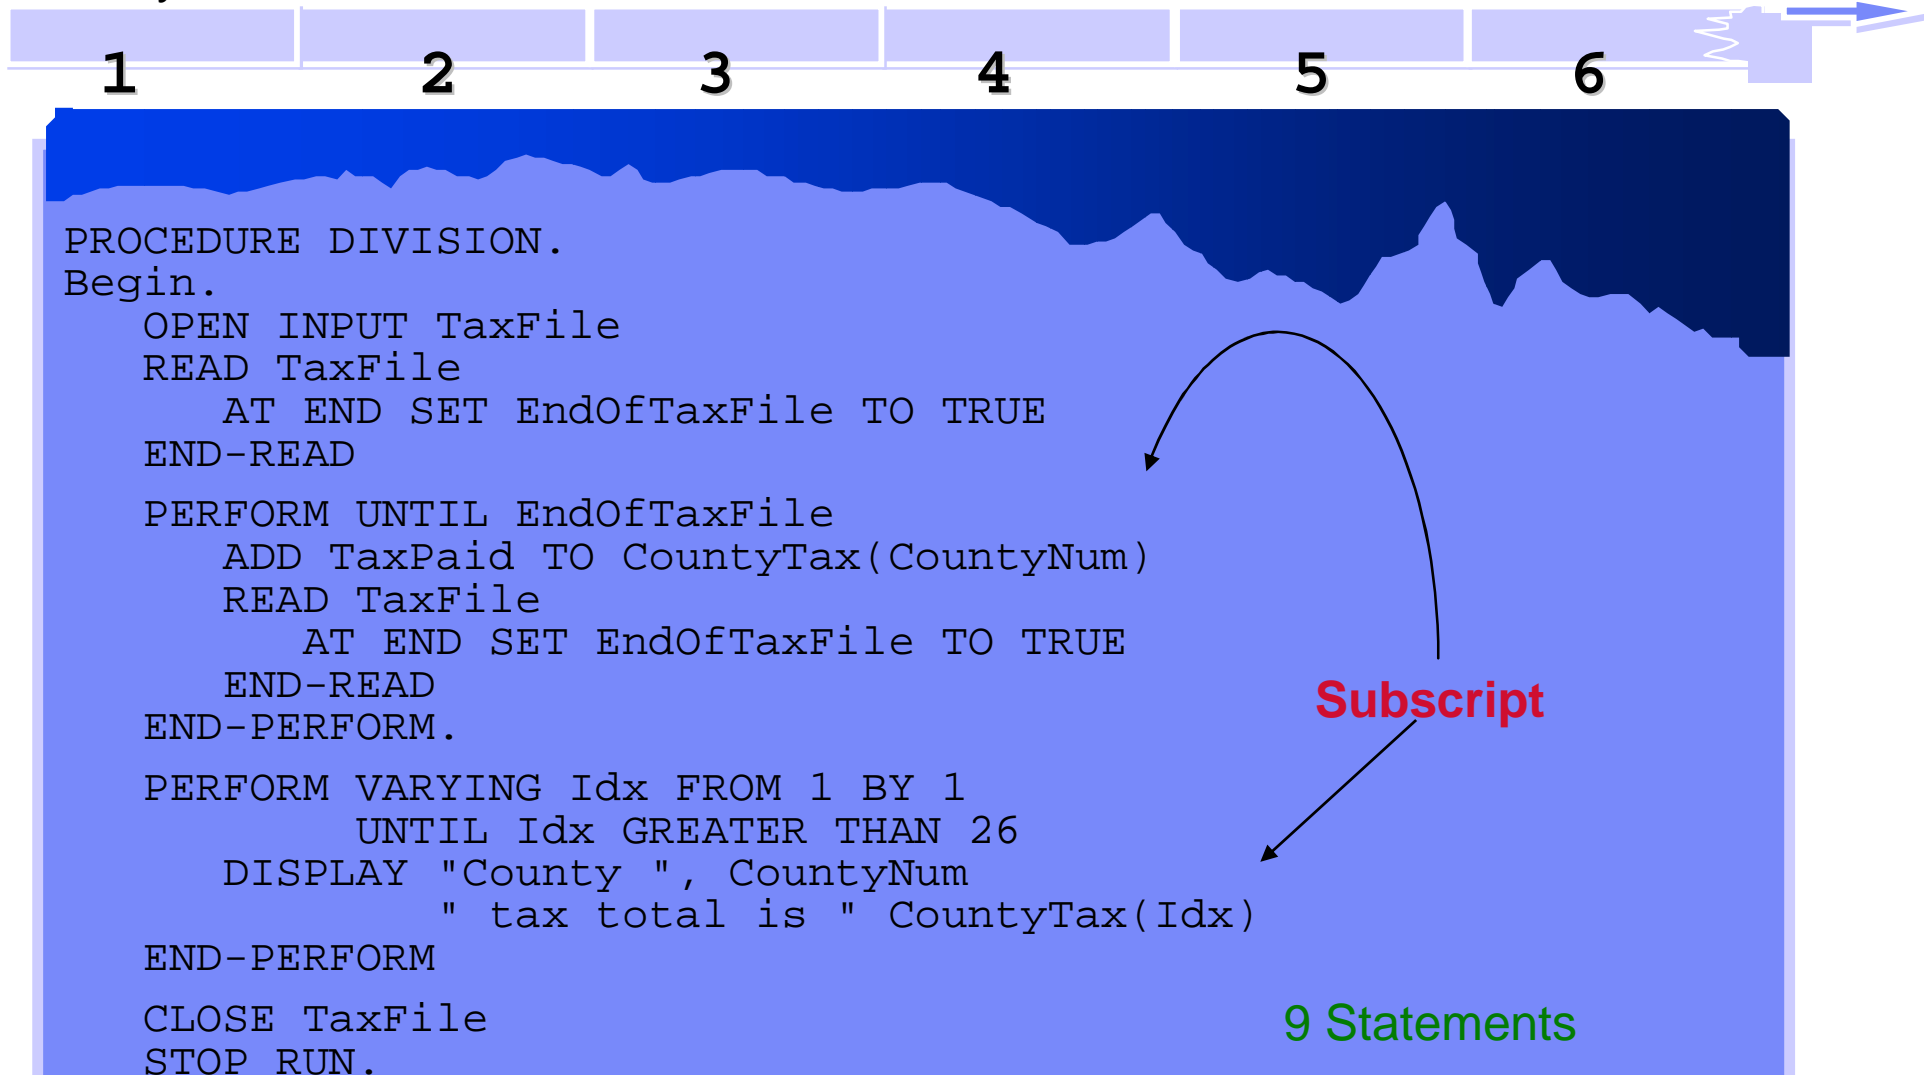 1 2 3 4 5 6
PROCEDURE DIVISION.
Begin.
    OPEN INPUT TaxFile
    READ TaxFile
       AT END SET EndOfTaxFile TO TRUE
    END-READ
    PERFORM UNTIL EndOfTaxFile
       ADD TaxPaid TO CountyTax(CountyNum)
       READ TaxFile
          AT END SET EndOfTaxFile TO TRUE
       END-READ
    END-PERFORM.
Subscript
    PERFORM VARYING Idx FROM 1 BY 1
            UNTIL Idx GREATER THAN 26
       DISPLAY "County ", CountyNum
               " tax total is " CountyTax(Idx)
    END-PERFORM
    CLOSE TaxFile
9 Statements
    STOP RUN.